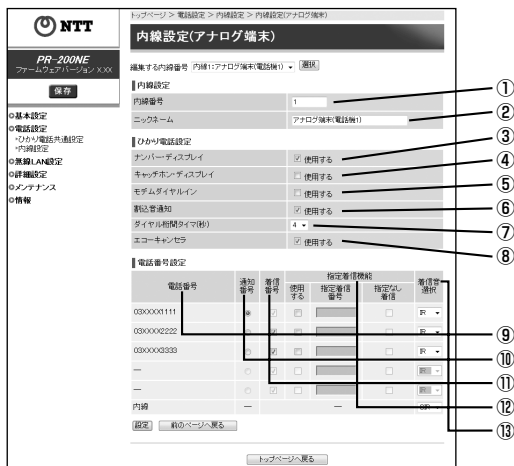 トップページ > 電話設定 > 内線設定 > 内線設定(アナログ端末)
NTT
内線設定(アナログ端末)
PR-200NE
ファームウェアバージョン X.XX
保存
基本設定
電話設定
・ひかり電話共通設定
・内線設定
無線LAN設定
詳細設定
メンテナンス
情報
編集する内線番号 内線1:アナログ端末(電話機1) 選択
内線設定
内線番号 1 ①
ニックネーム アナログ端末(電話機1) ②
ひかり電話設定
ナンバー・ディスプレイ 使用する ③
キャッチホン・ディスプレイ 使用する ④
モデムダイヤルイン 使用する ⑤
割込音通知 使用する ⑥
ダイヤル桁間タイマ(秒) 4 ⑦
エコーキャンセラ 使用する ⑧
電話番号設定
電話番号 通知番号 着信番号 指定着信機能 着信音選択
使用する 指定着信番号 指定なし着信
03XXXX1111 IR
03XXXX2222 IR ⑨
03XXXX3333 IR ⑩
— IR ⑪
— IR
内線 — — ⑫
設定 前のページへ戻る ⑬
トップページへ戻る